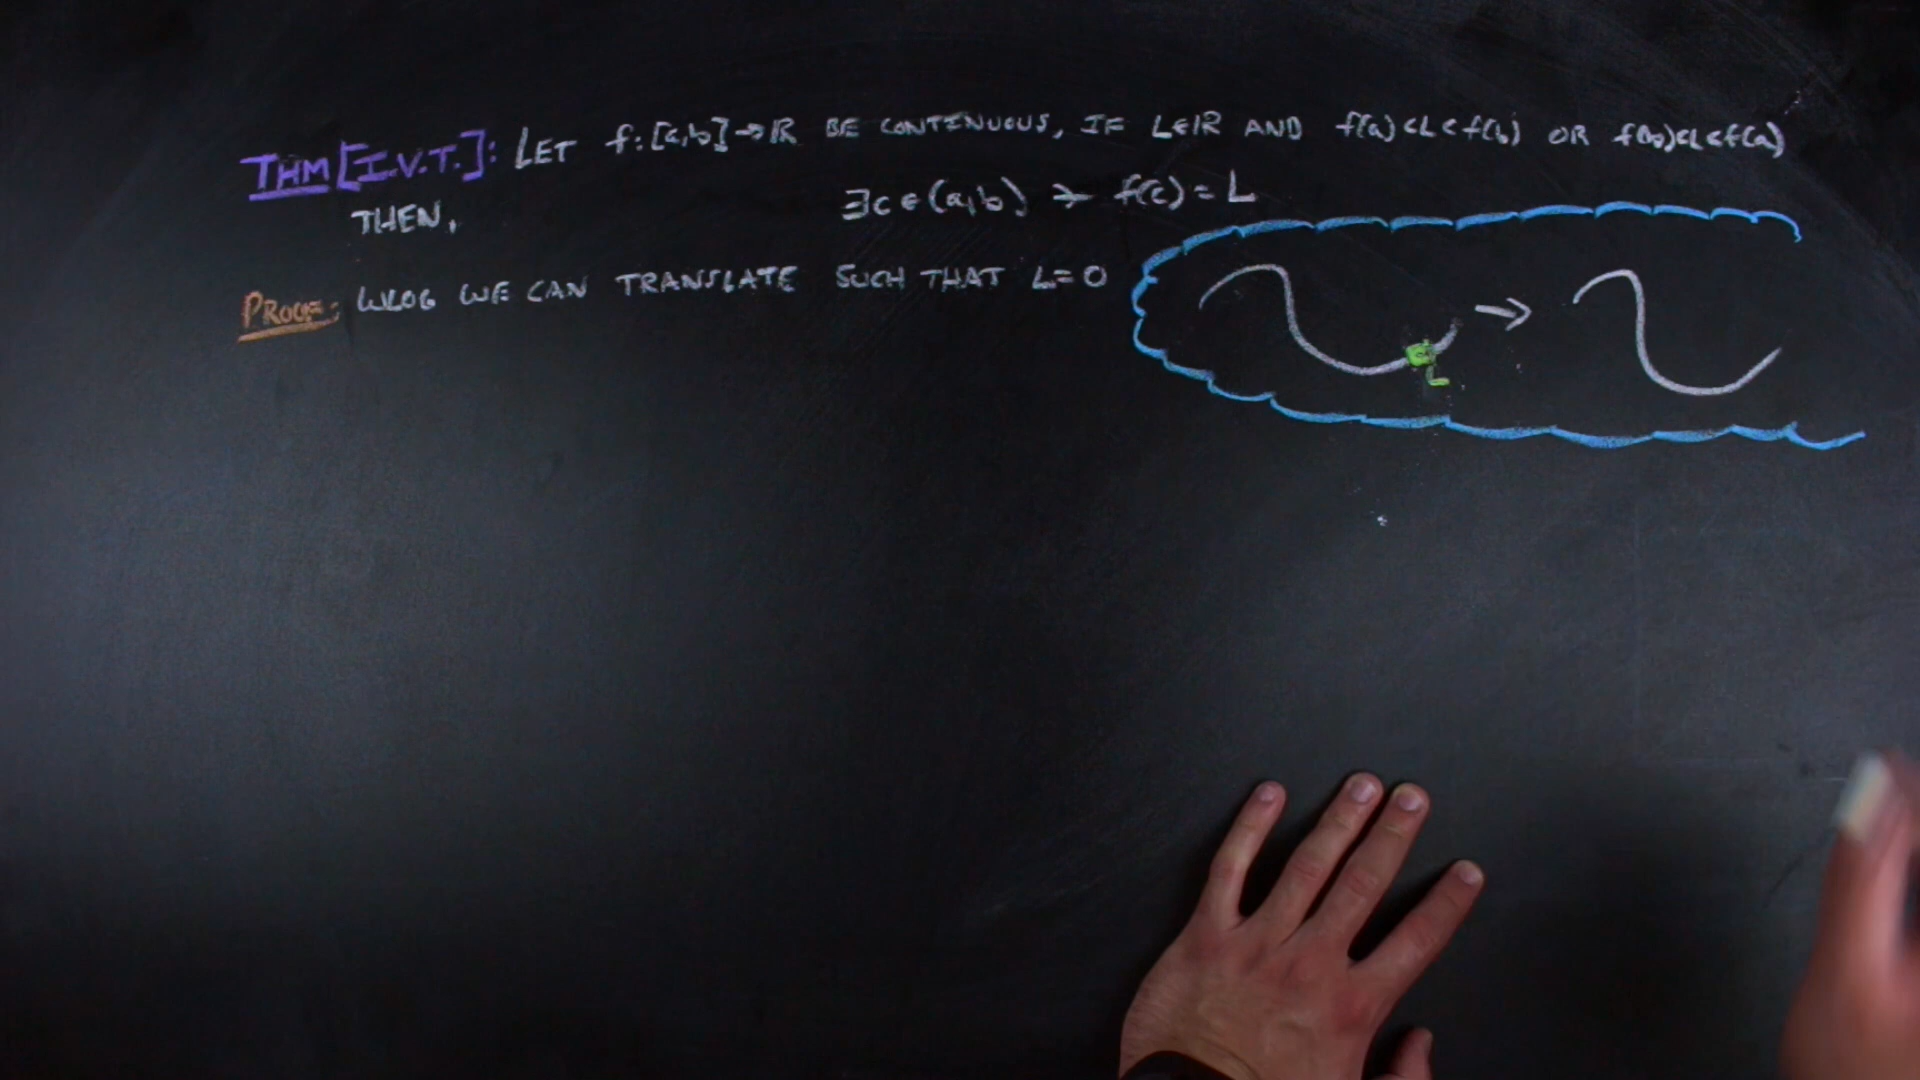 THM [I.V.T.]: LET f: [a,b] → ℝ BE CONTINUOUS, IF L∈ℝ AND f(a)<L<f(b) OR f(b)<L<f(a)
THEN, ∃c∈(a,b) ∋ f(c) = L
PROOF: WLOG WE CAN TRANSLATE SUCH THAT L=0
L